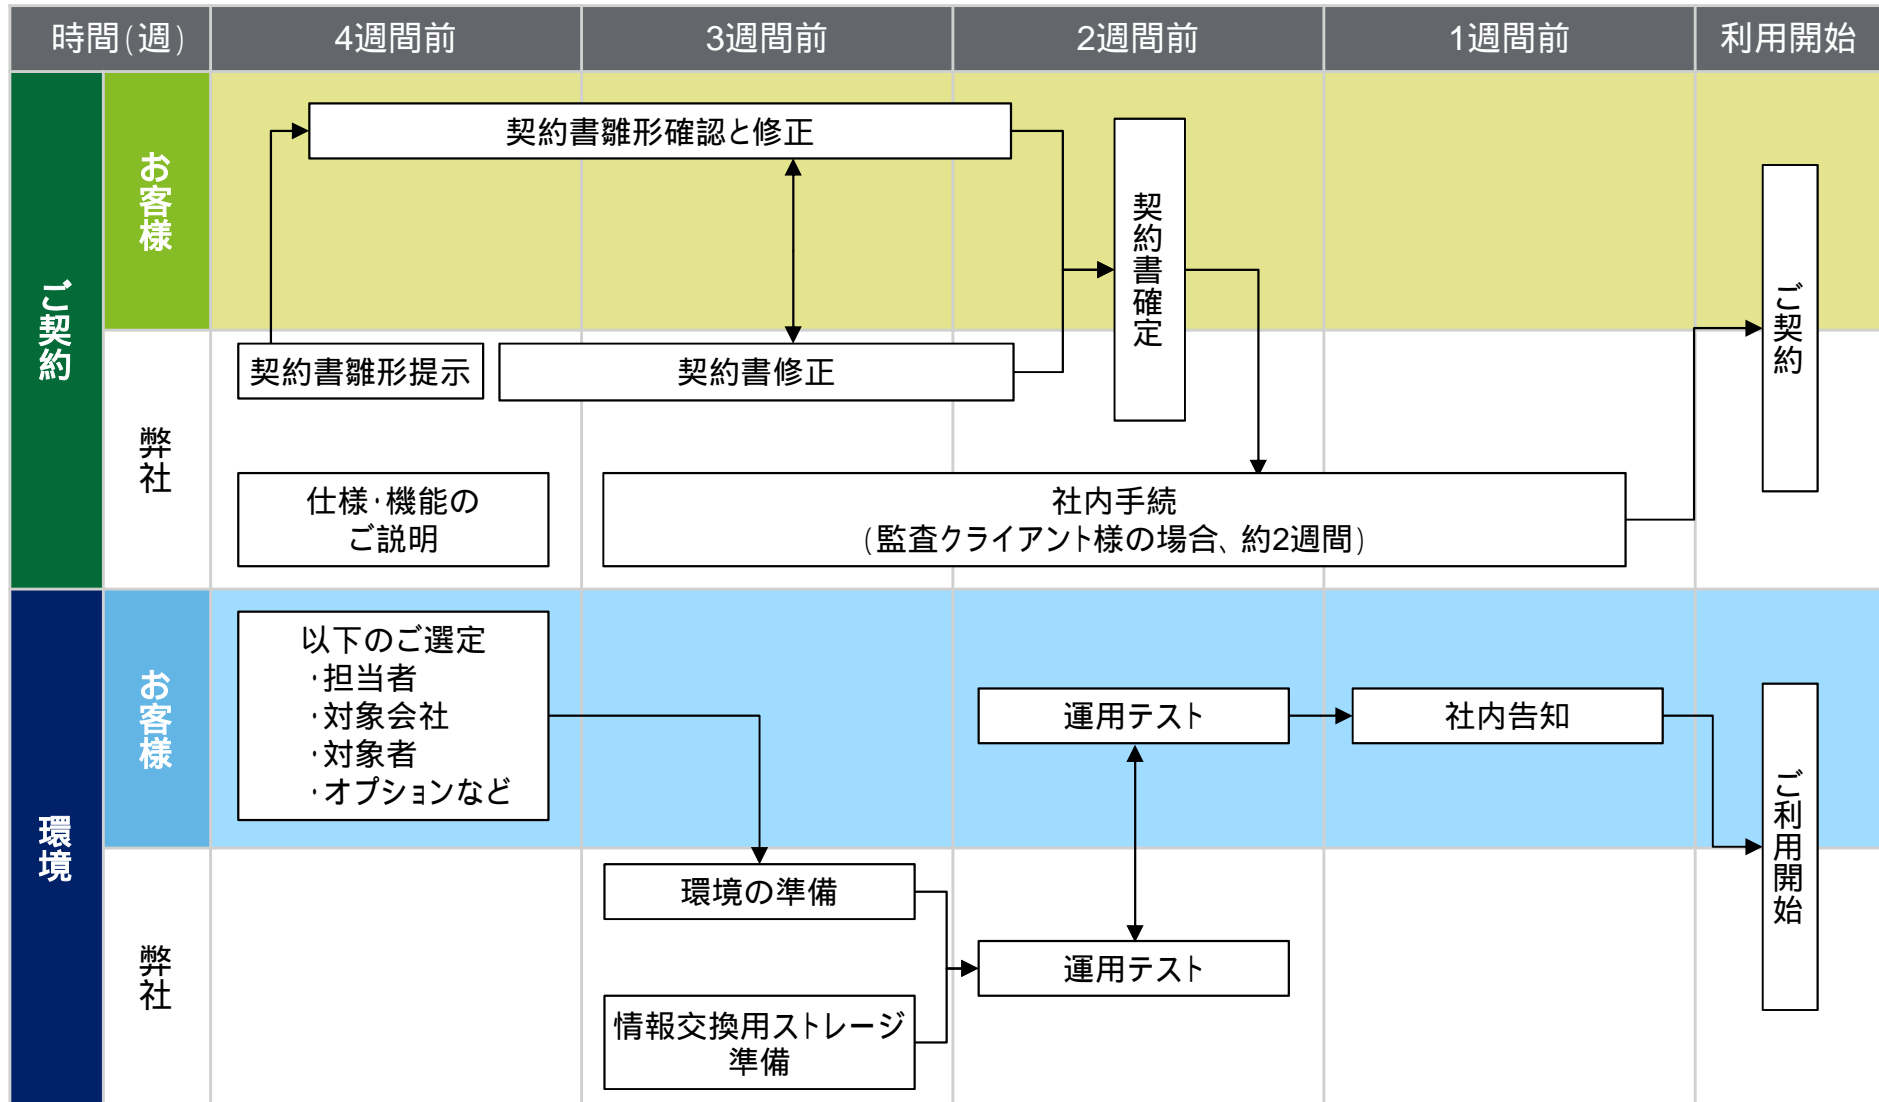 時間(週)
4週間前
3週間前
2週間前
1週間前
利用開始
ご契約
お客様
契約書雛形確認と修正
契約書確定
ご契約
弊社
契約書雛形提示
契約書修正
仕様・機能の
ご説明
社内手続
(監査クライアント様の場合、約2週間)
環境
お客様
以下のご選定
・担当者
・対象会社
・対象者
・オプションなど
運用テスト
社内告知
ご利用開始
弊社
環境の準備
運用テスト
情報交換用ストレージ
準備